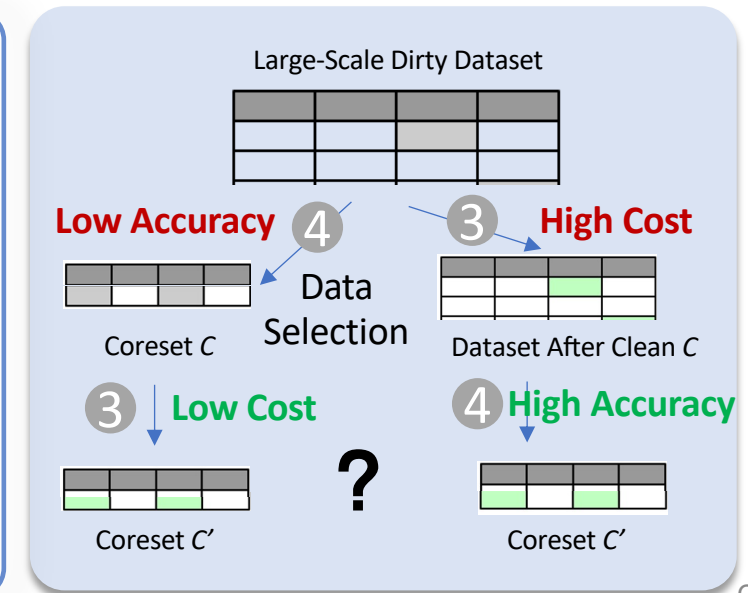 Large-Scale Dirty Dataset
Low Accuracy
4
3
High Cost
Data
Selection
Coreset C
Dataset After Clean C
3
Low Cost
4
High Accuracy
?
Coreset C’
Coreset C’